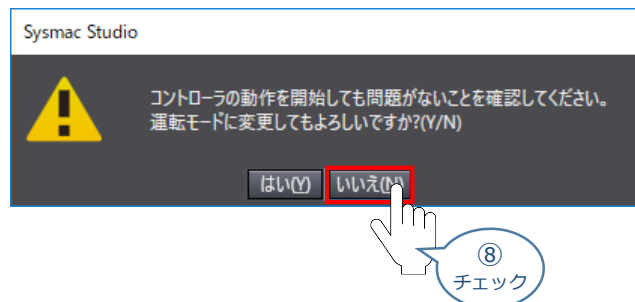 Sysmac Studio
コントローラの動作を開始しても問題がないことを確認してください。
運転モードに変更してもよろしいですか?(Y/N)
はい(Y) いいえ(N)
⑧
チェック